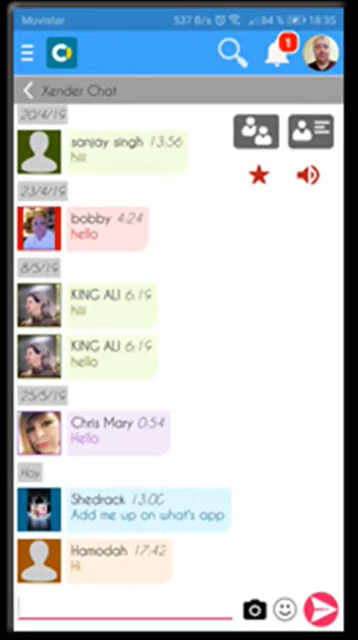 Movistar 537 B/s 84 % 18:35
1
Xender Chat
20/4/19
sanjay singh 13:56
hiii
23/4/19
bobby 4:24
hello
8/5/19
KING ALI 6:19
hiii
KING ALI 6:19
hello
25/5/19
Chris Mary 0:54
Hello
Hoy
Shedrack 13:00
Add me up on what's app
Hamodah 17:42
Hi